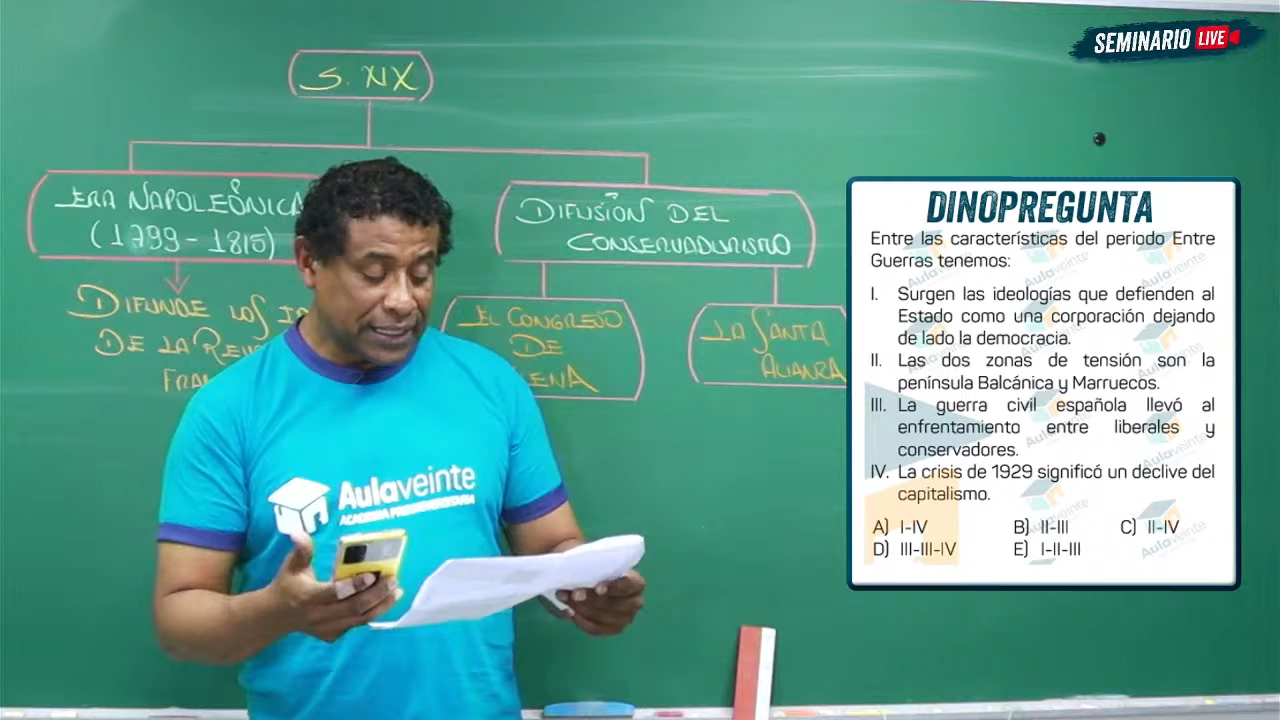 SEMINARIO LIVE
S. XIX
ERA NAPOLEÓNICA
(1799-1815)
DIFUNDE LOS
DE LA
DIFUSIÓN DEL
CONSERVADURISMO
EL CONGRESO
DE
LA SANTA
ALIANZA
Aulaveinte
ACADEMIA PREUNIVERSITARIA
DINOPREGUNTA
Entre las características del periodo Entre
Guerras tenemos:
I. Surgen las ideologías que defienden al
Estado como una corporación dejando
de lado la democracia.
II. Las dos zonas de tensión son la
península Balcánica y Marruecos.
III. La guerra civil española llevó al
enfrentamiento entre liberales y
conservadores.
IV. La crisis de 1929 significó un declive del
capitalismo.
A) I-IV B) II-III C) II-IV
D) III-III-IV E) I-II-III